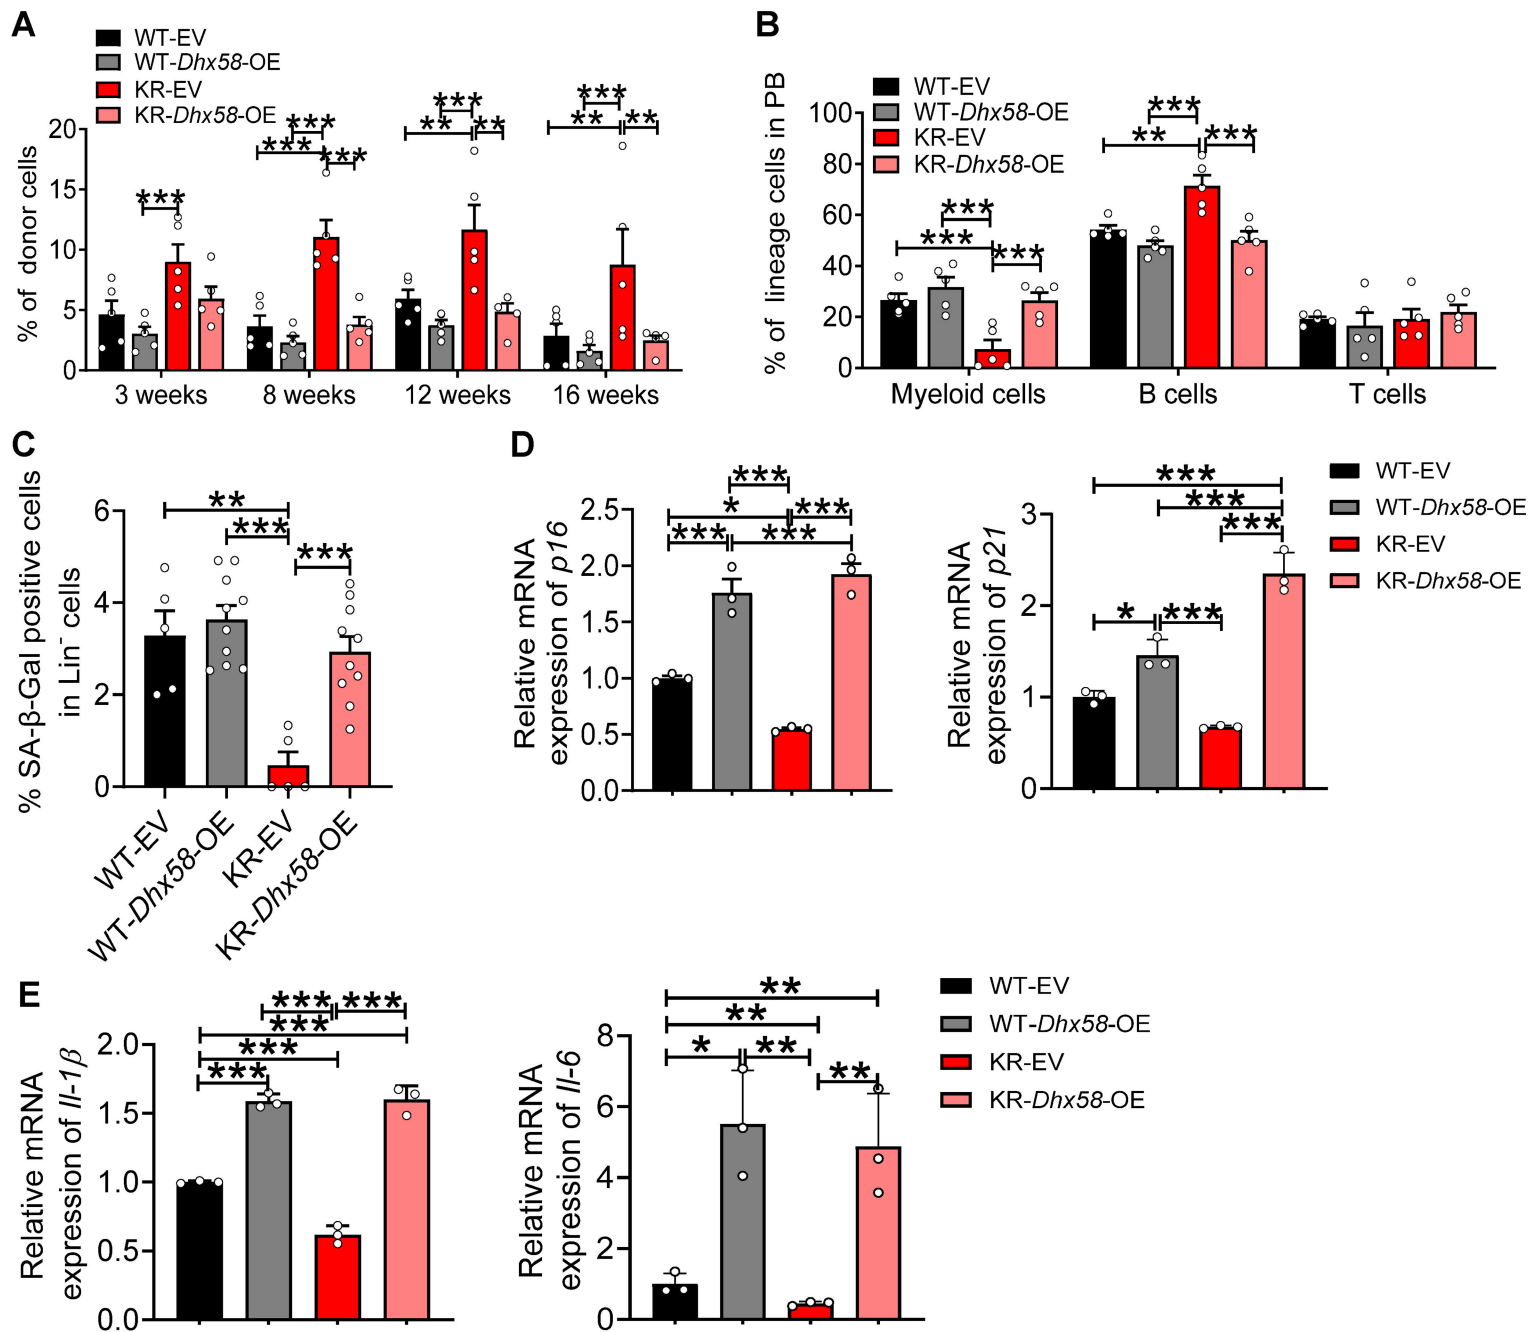 A
WT-EV
WT-Dhx58-OE
KR-EV
KR-Dhx58-OE
% of donor cells
20
15
10
5
0
***
*** *** ***
** *** **
** *** **
3 weeks 8 weeks 12 weeks 16 weeks
B
WT-EV
WT-Dhx58-OE
KR-EV
KR-Dhx58-OE
% of lineage cells in PB
100
80
60
40
20
0
*** *** ***
** *** ***
Myeloid cells B cells T cells
C
% SA-β-Gal positive cells
in Lin- cells
6
4
2
0
**
***
***
WT-EV
WT-Dhx58-OE
KR-EV
KR-Dhx58-OE
D
Relative mRNA
expression of p16
2.5
2.0
1.5
1.0
0.5
0.0
***
* ***
*** ***
Relative mRNA
expression of p21
3
2
1
0
***
***
***
* ***
WT-EV
WT-Dhx58-OE
KR-EV
KR-Dhx58-OE
E
Relative mRNA
expression of Il-1β
2.0
1.5
1.0
0.5
0.0
*** ***
***
***
***
Relative mRNA
expression of Il-6
8
6
4
2
0
**
**
* **
**
WT-EV
WT-Dhx58-OE
KR-EV
KR-Dhx58-OE